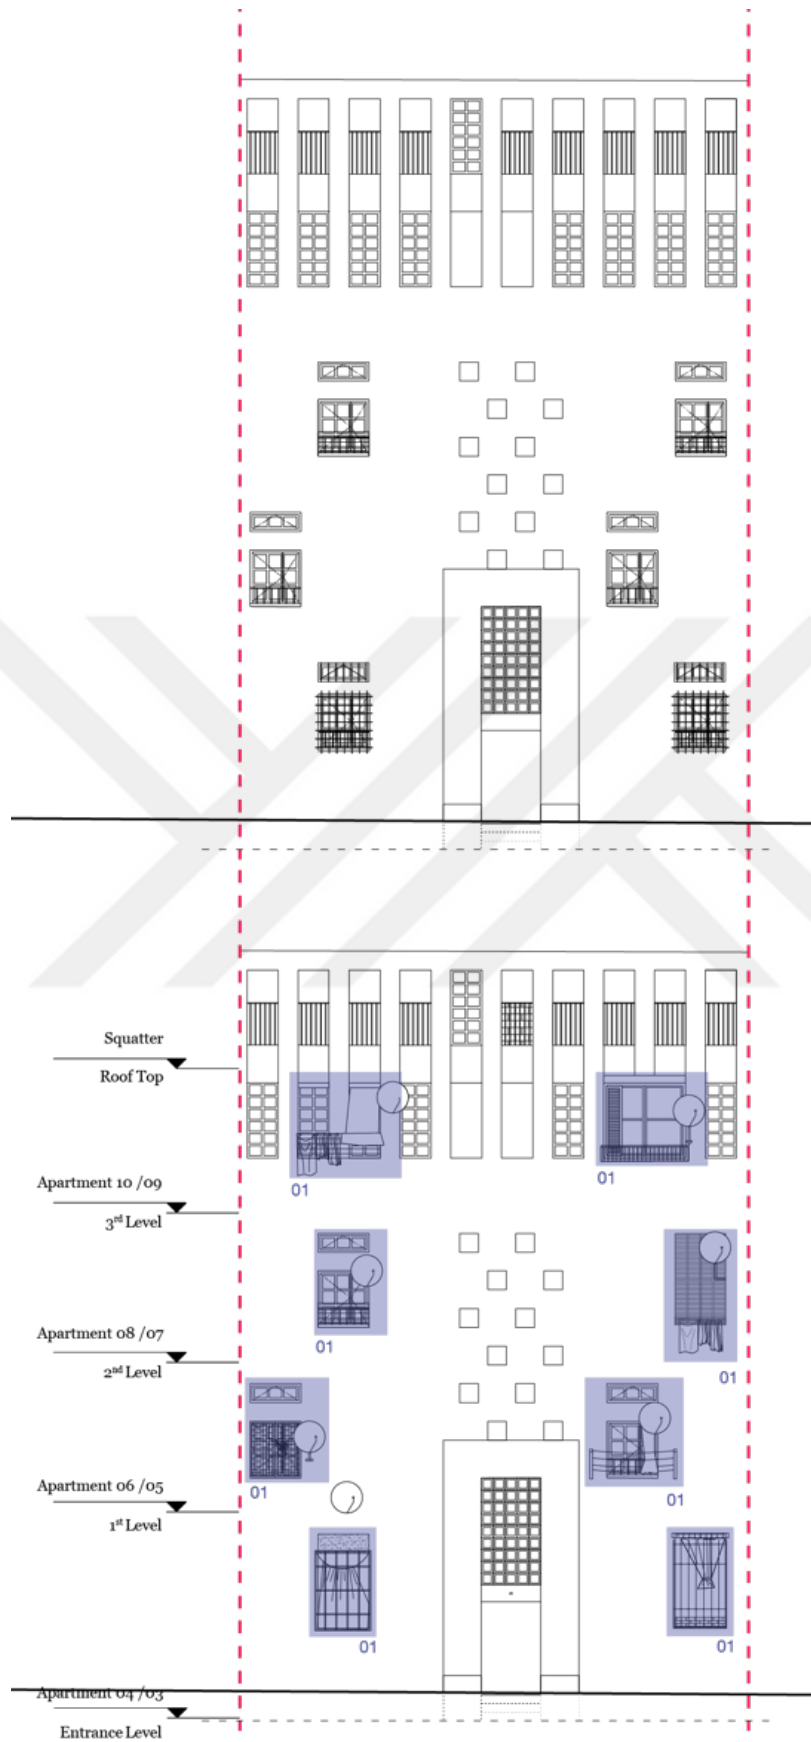 Squatter
Roof Top
01
01
Apartment 10 /09
3rd Level
01
Apartment 08 /07
2nd Level
01
01
01
Apartment 06 /05
1st Level
01
01
Apartment 04 /03
Entrance Level